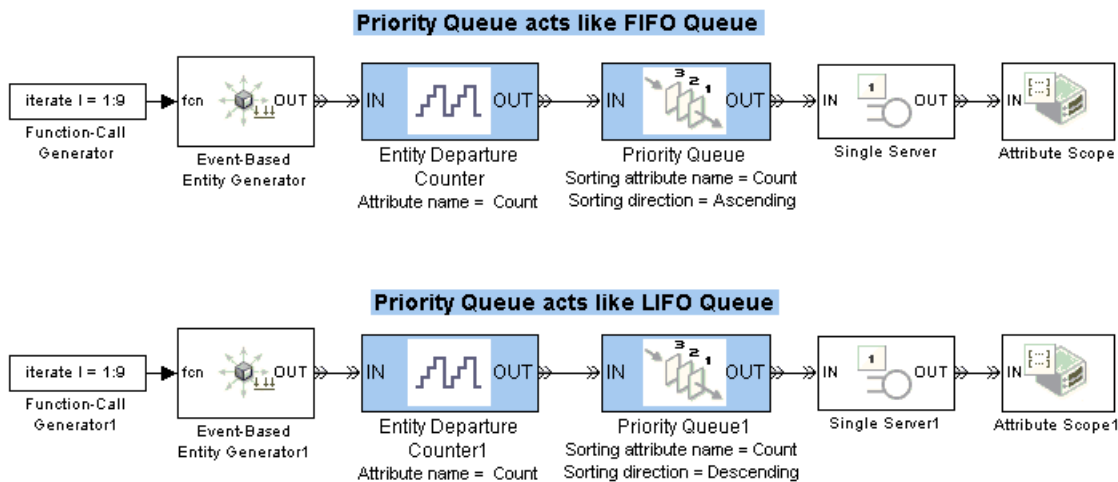 Priority Queue acts like FIFO Queue
iterate I = 1:9
fcn
OUT
IN
OUT
IN
3
2
1
OUT
IN
1
OUT
IN
[...]
Function-Call
Generator
Event-Based
Entity Generator
Entity Departure
Counter
Attribute name = Count
Priority Queue
Sorting attribute name = Count
Sorting direction = Ascending
Single Server
Attribute Scope
Priority Queue acts like LIFO Queue
iterate I = 1:9
fcn
OUT
IN
OUT
IN
3
2
1
OUT
IN
1
OUT
IN
[...]
Function-Call
Generator1
Event-Based
Entity Generator1
Entity Departure
Counter1
Attribute name = Count
Priority Queue1
Sorting attribute name = Count
Sorting direction = Descending
Single Server1
Attribute Scope1